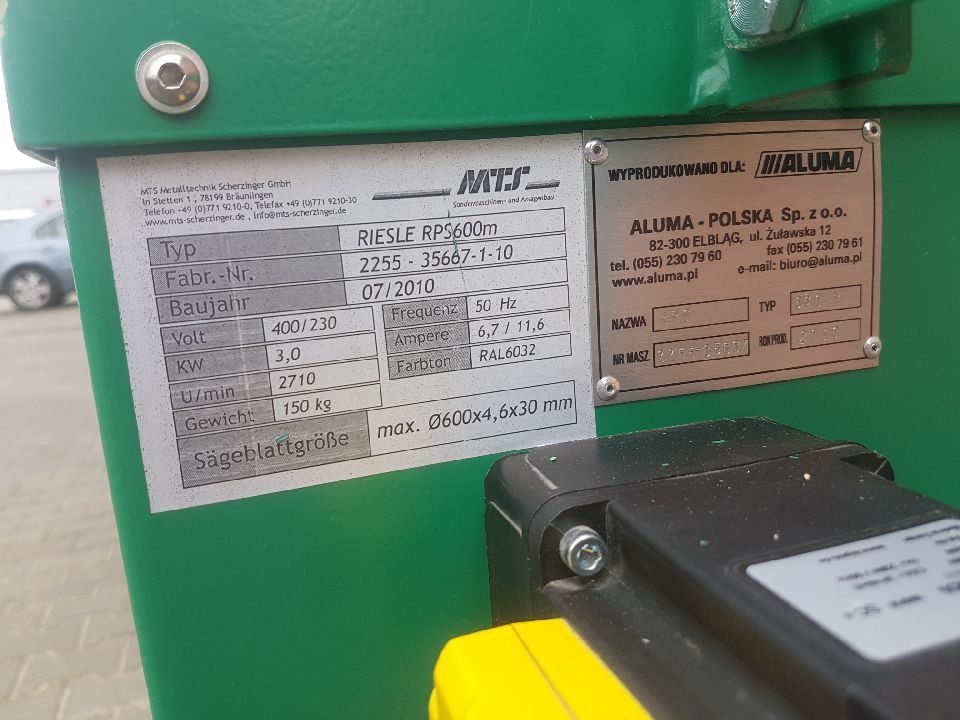 MTS Metalltechnik Scherzinger GmbH
In Stetten 1 , 78199 Bräunlingen
Telefon +49 (0)771 9210-0, Telefax +49 (0)771 9210-30
www.mts-scherzinger.de , info@mts-scherzinger.de
MTS
Sondermaschinen- und Anlagenbau
Typ RIESLE RPS600m
Fabr.-Nr. 2255 - 35667-1-10
Baujahr 07/2010
Volt 400/230 Frequenz 50 Hz
KW 3,0 Ampere 6,7 / 11,6
U/min 2710 Farbton RAL6032
Gewicht 150 kg
Sägeblattgröße max. Ø600x4,6x30 mm
WYPRODUKOWANO DLA: ALUMA
ALUMA - POLSKA Sp. z o.o.
82-300 ELBLĄG, ul. Żuławska 12
tel. (055) 230 79 60 fax (055) 230 79 61
www.aluma.pl e-mail: biuro@aluma.pl
NAZWA TYP
NR MASZ. ROK PROD.